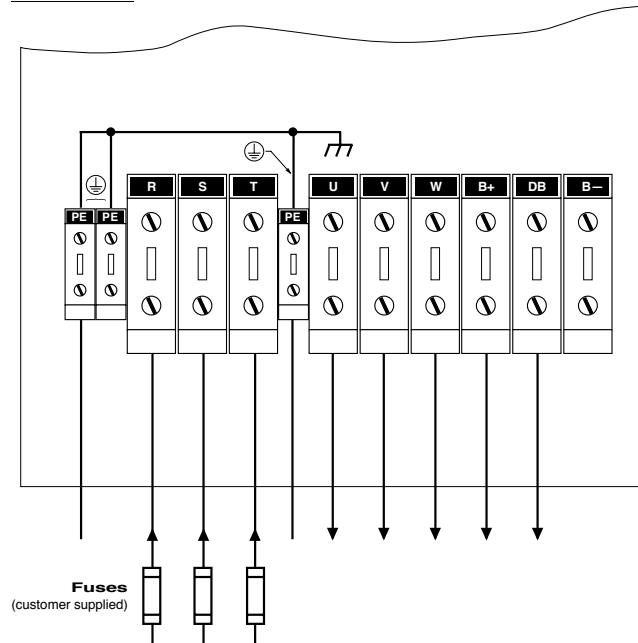 R S T U V W B+ DB B–
PE PE PE
Fuses
(customer supplied)